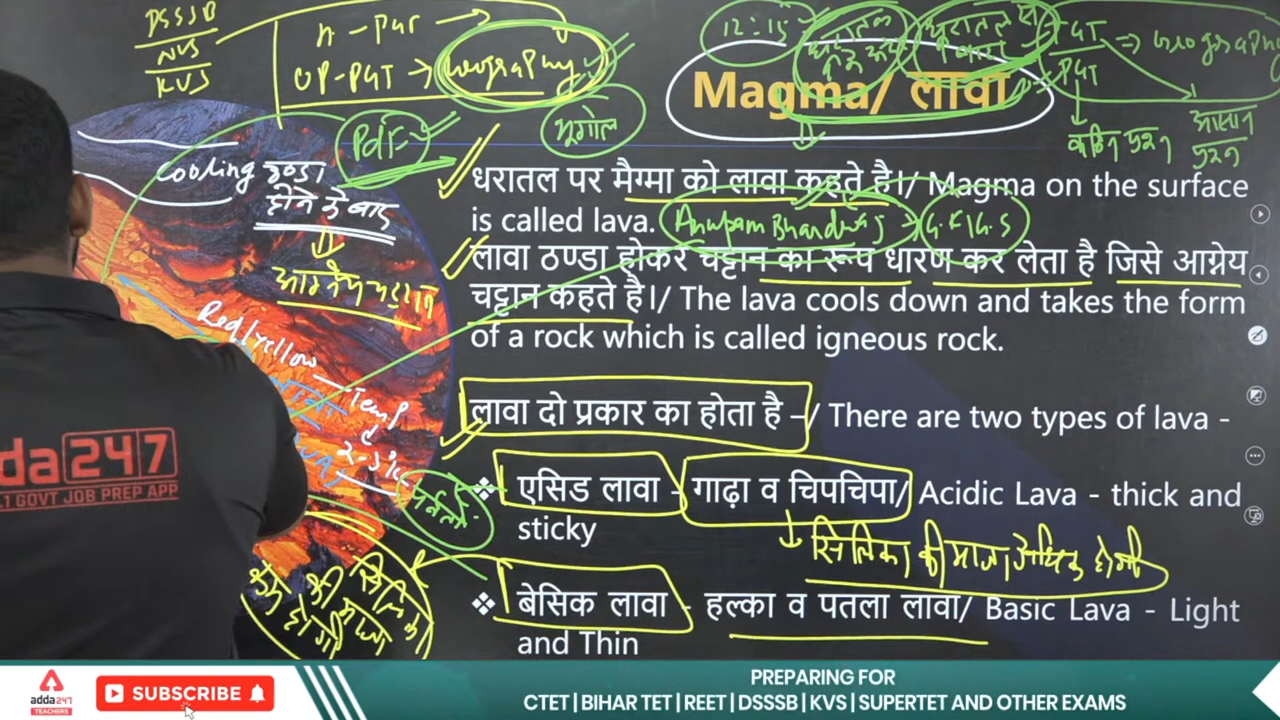 DSSSB
NVS
KVS
UP-PGT → Geography
भूगोल
PdF
12:15
TGT
PGT
=> Geography
कठिन प्रश्न
आसान प्रश्न
Magma/ लावा
Cooling ठण्डा
होने के बाद
आग्नेय चट्टान
Red/yellow
Temp
धरातल पर मैग्मा को लावा कहते है।/ Magma on the surface
is called lava.
Anupam Bhardwaj → G.K/G.S
लावा ठण्डा होकर चट्टान का रूप धारण कर लेता है जिसे आग्नेय
चट्टान कहते है।/ The lava cools down and takes the form
of a rock which is called igneous rock.
लावा दो प्रकार का होता है -/ There are two types of lava -
❖ एसिड लावा - गाढ़ा व चिपचिपा/ Acidic Lava - thick and
sticky
सिलिका की मात्रा अधिक होगी
❖ बेसिक लावा - हल्का व पतला लावा/ Basic Lava - Light
and Thin
da 247
.1 GOVT JOB PREP APP
adda247
TEACHERS
SUBSCRIBE
PREPARING FOR
CTET | BIHAR TET | REET | DSSSB | KVS | SUPERTET AND OTHER EXAMS